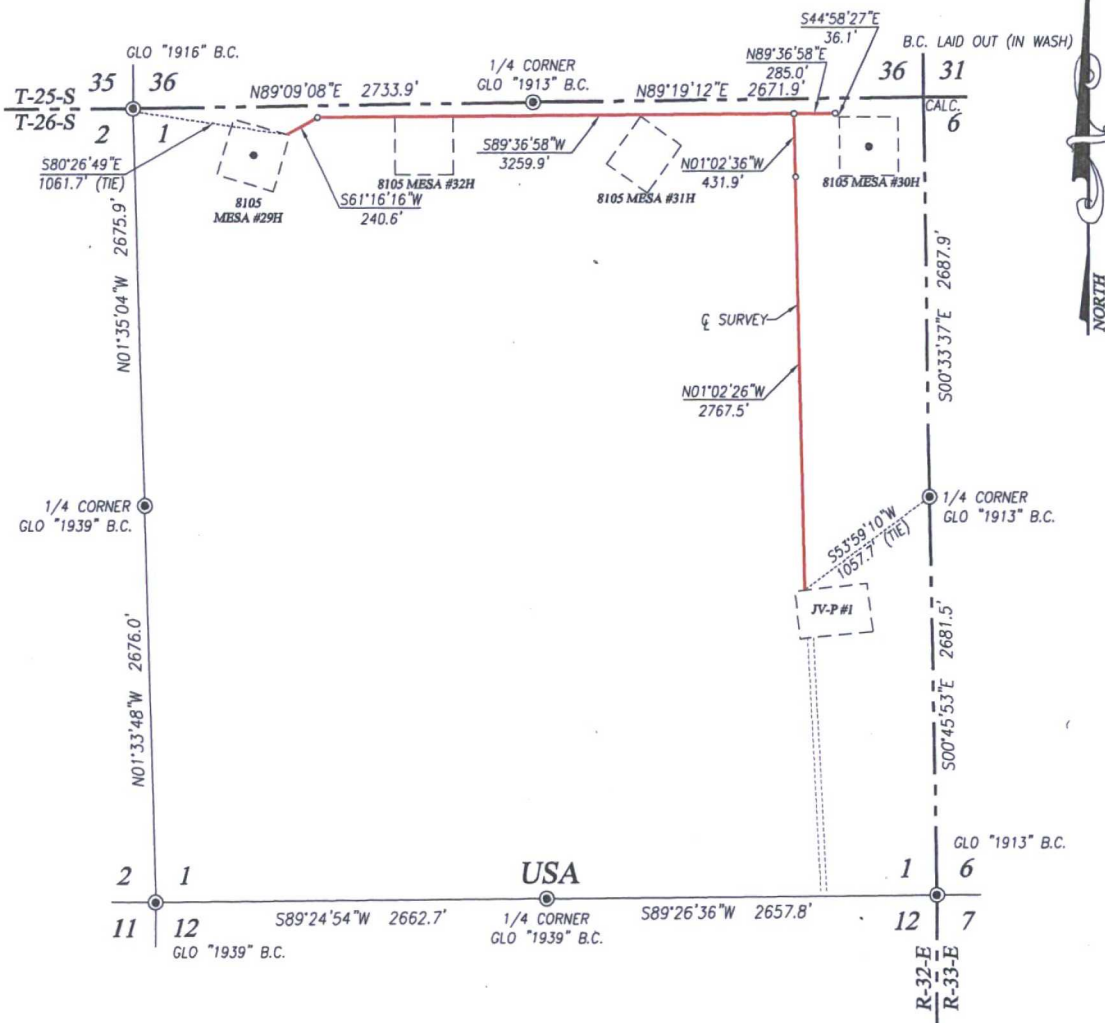 S44°58'27"E
36.1'
GLO "1916" B.C.
N89°36'58"E
285.0'
B.C. LAID OUT (IN WASH)
1/4 CORNER
GLO "1913" B.C.
35 36
36 31
T-25-S
T-26-S
N89°09'08"E 2733.9'
N89°19'12"E 2671.9'
CALC.
2 1
6
S80°26'49"E
1061.7' (TIE)
S89°36'58"W
3259.9'
N01°02'36"W
431.9'
8105
MESA #29H
S61°16'16"W
240.6'
8105 MESA #32H
8105 MESA #31H
8105 MESA #30H
N01°35'04"W 2675.9'
S00°33'37"E 2687.9'
NORTH
℄ SURVEY
N01°02'26"W
2767.5'
1/4 CORNER
GLO "1939" B.C.
1/4 CORNER
GLO "1913" B.C.
S53°59'10"W
1057.7' (TIE)
JV-P #1
N01°33'48"W 2676.0'
S00°45'53"E 2681.5'
GLO "1913" B.C.
2 1
USA
1 6
11 12
S89°24'54"W 2662.7'
1/4 CORNER
GLO "1939" B.C.
S89°26'36"W 2657.8'
12 7
GLO "1939" B.C.
R-32-E
R-33-E